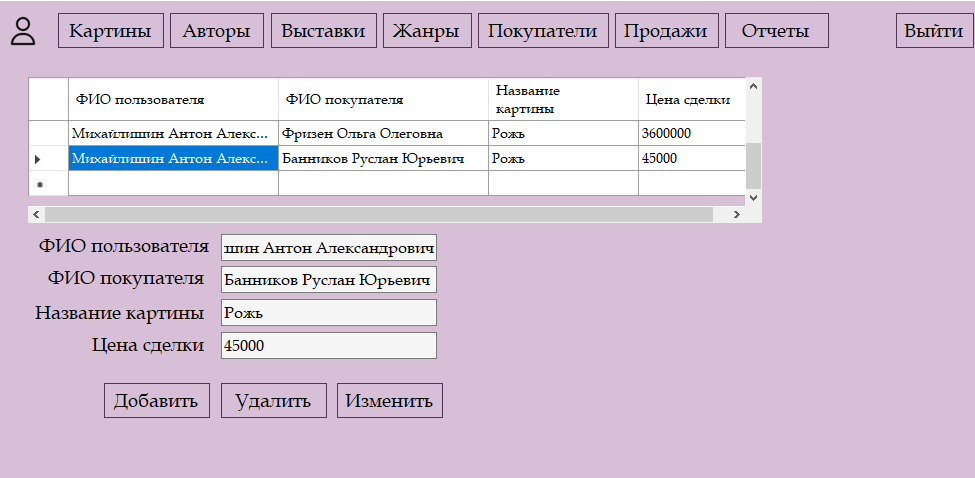 Картины Авторы Выставки Жанры Покупатели Продажи Отчеты Выйти
ФИО пользователя ФИО покупателя Название картины Цена сделки
Михайлишин Антон Алекс... Фризен Ольга Олеговна Рожь 3600000
Михайлишин Антон Алекс... Банников Руслан Юрьевич Рожь 45000
ФИО пользователя шин Антон Александрович
ФИО покупателя Банников Руслан Юрьевич
Название картины Рожь
Цена сделки 45000
Добавить Удалить Изменить